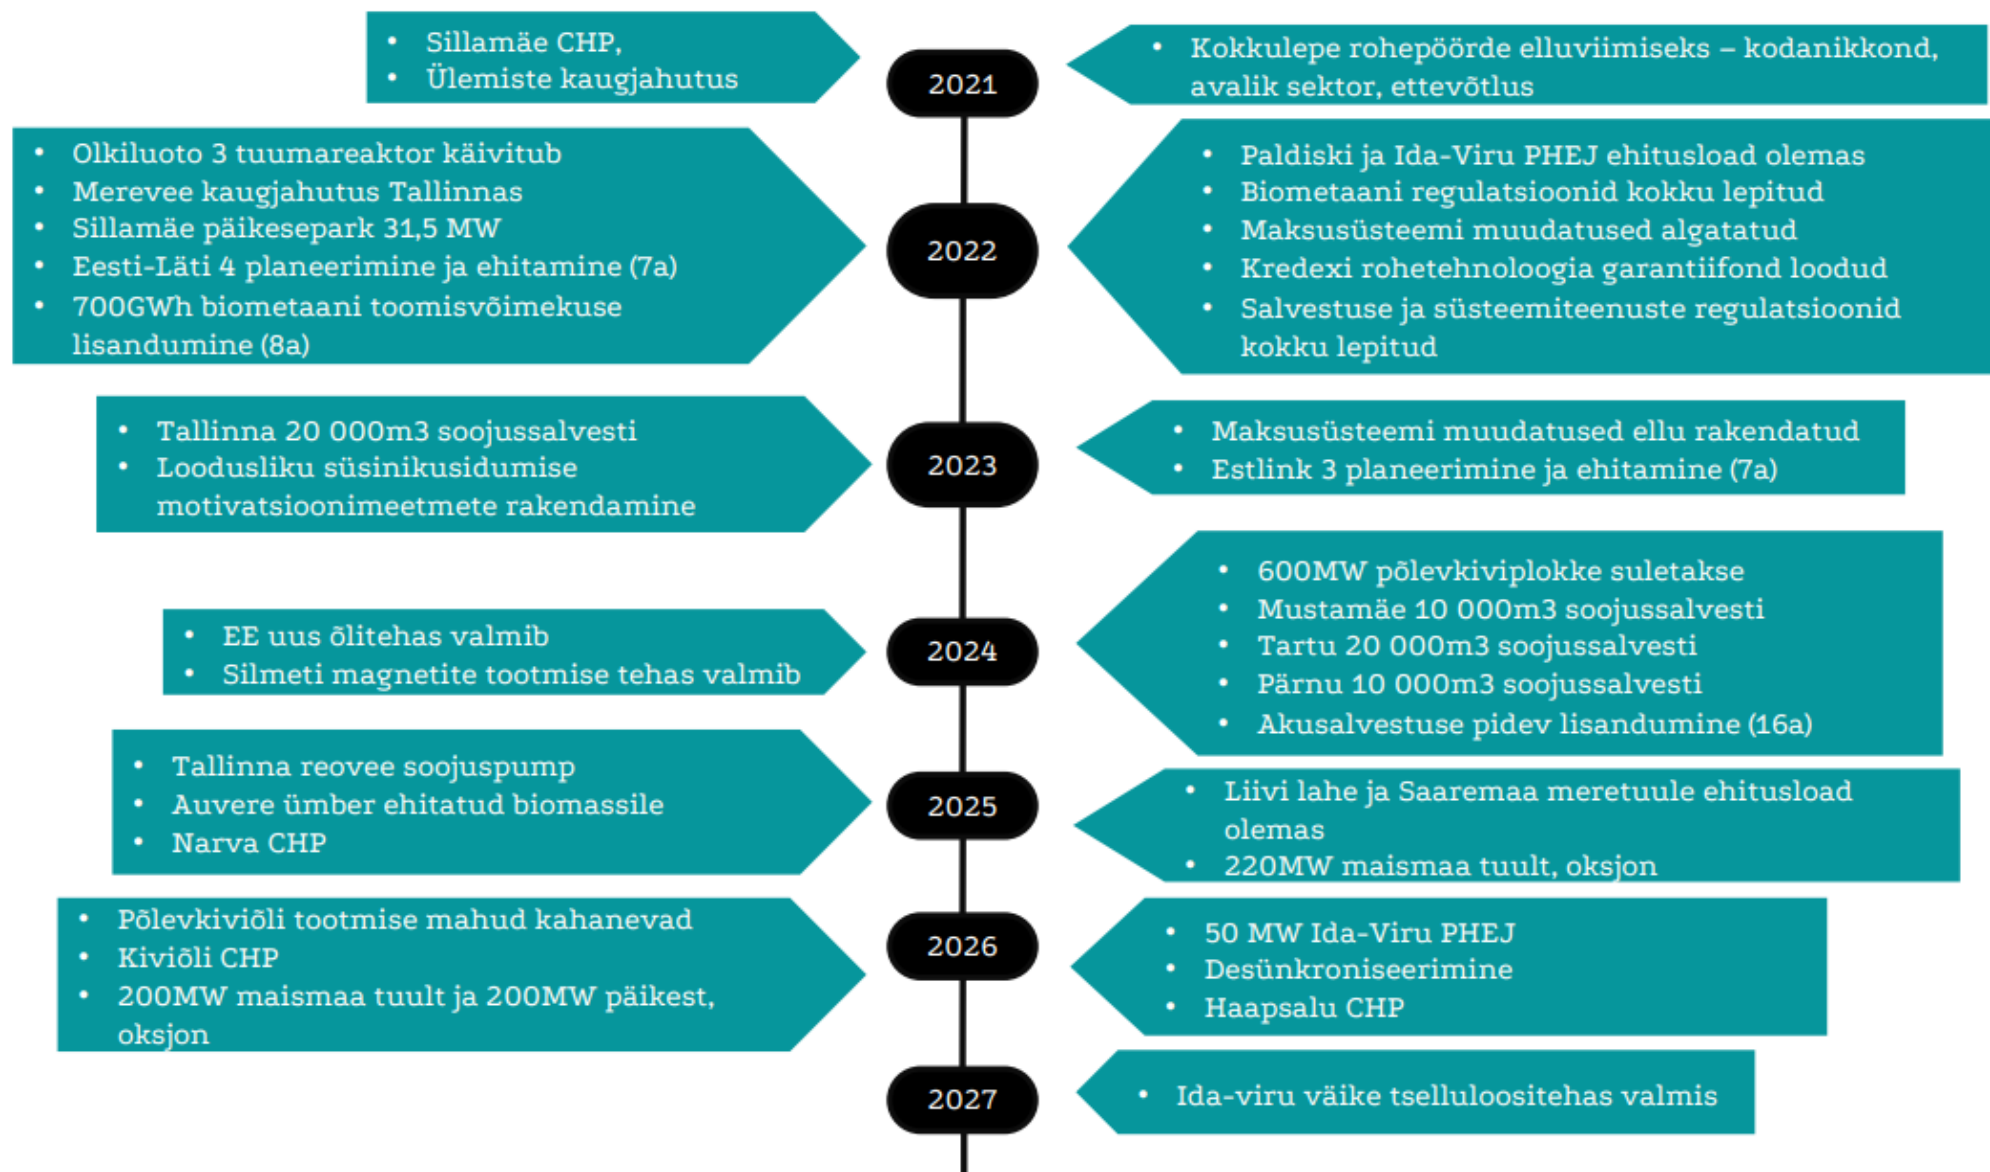 • Sillamäe CHP,
• Ülemiste kaugjahutus
2021
• Kokkulepe rohepöörde elluviimiseks – kodanikkond,
avalik sektor, ettevõtlus
• Olkiluoto 3 tuumareaktor käivitub
• Merevee kaugjahutus Tallinnas
• Sillamäe päikesepark 31,5 MW
• Eesti-Läti 4 planeerimine ja ehitamine (7a)
• 700GWh biometaani toomisvõimekuse
lisandumine (8a)
2022
• Paldiski ja Ida-Viru PHEJ ehitusload olemas
• Biometaani regulatsioonid kokku lepitud
• Maksusüsteemi muudatused algatatud
• Kredexi rohetehnoloogia garantiifond loodud
• Salvestuse ja süsteemiteenuste regulatsioonid
kokku lepitud
• Tallinna 20 000m3 soojussalvesti
• Loodusliku süsinikusidumise
motivatsioonimeetmete rakendamine
2023
• Maksusüsteemi muudatused ellu rakendatud
• Estlink 3 planeerimine ja ehitamine (7a)
• EE uus õlitehas valmib
• Silmeti magnetite tootmise tehas valmib
2024
• 600MW põlevkiviplokke suletakse
• Mustamäe 10 000m3 soojussalvesti
• Tartu 20 000m3 soojussalvesti
• Pärnu 10 000m3 soojussalvesti
• Akusalvestuse pidev lisandumine (16a)
• Tallinna reovee soojuspump
• Auvere ümber ehitatud biomassile
• Narva CHP
2025
• Liivi lahe ja Saaremaa meretuule ehitusload
olemas
• 220MW maismaa tuult, oksjon
• Põlevkiviõli tootmise mahud kahanevad
• Kiviõli CHP
• 200MW maismaa tuult ja 200MW päikest,
oksjon
2026
• 50 MW Ida-Viru PHEJ
• Desünkroniseerimine
• Haapsalu CHP
2027
• Ida-viru väike tselluloositehas valmis